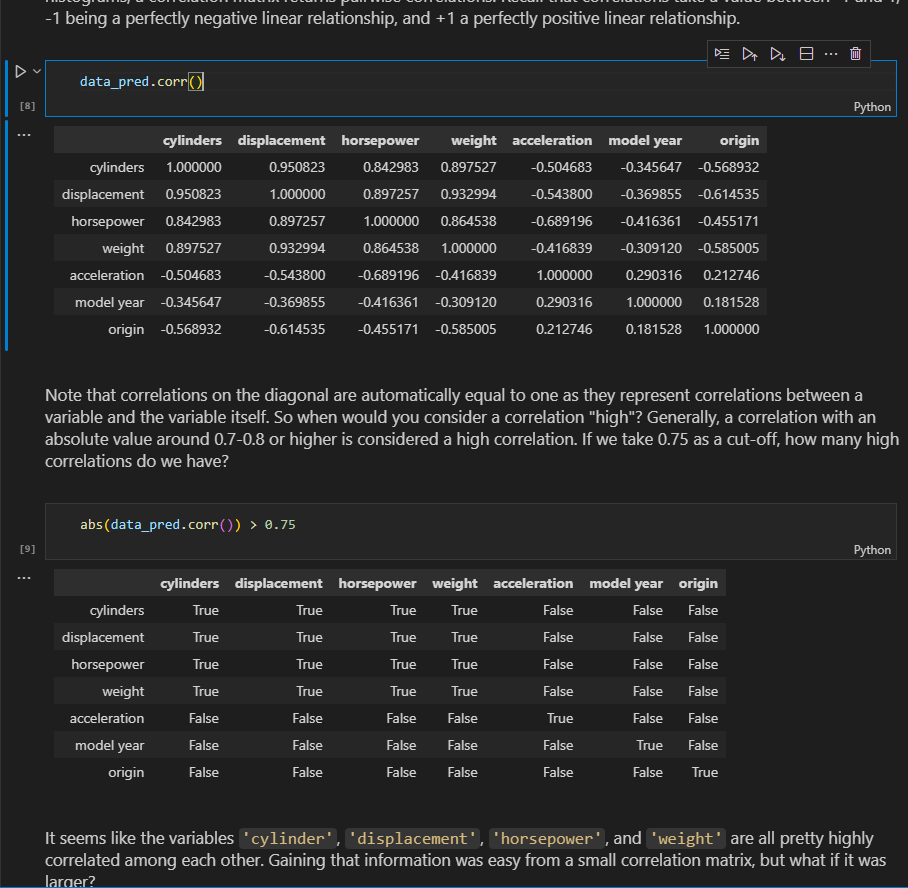 -1 being a perfectly negative linear relationship, and +1 a perfectly positive linear relationship.
data_pred.corr()
[8]
Python
cylinders displacement horsepower weight acceleration model year origin
cylinders 1.000000 0.950823 0.842983 0.897527 -0.504683 -0.345647 -0.568932
displacement 0.950823 1.000000 0.897257 0.932994 -0.543800 -0.369855 -0.614535
horsepower 0.842983 0.897257 1.000000 0.864538 -0.689196 -0.416361 -0.455171
weight 0.897527 0.932994 0.864538 1.000000 -0.416839 -0.309120 -0.585005
acceleration -0.504683 -0.543800 -0.689196 -0.416839 1.000000 0.290316 0.212746
model year -0.345647 -0.369855 -0.416361 -0.309120 0.290316 1.000000 0.181528
origin -0.568932 -0.614535 -0.455171 -0.585005 0.212746 0.181528 1.000000
Note that correlations on the diagonal are automatically equal to one as they represent correlations between a
variable and the variable itself. So when would you consider a correlation "high"? Generally, a correlation with an
absolute value around 0.7-0.8 or higher is considered a high correlation. If we take 0.75 as a cut-off, how many high
correlations do we have?
abs(data_pred.corr()) > 0.75
[9]
Python
cylinders displacement horsepower weight acceleration model year origin
cylinders True True True True False False False
displacement True True True True False False False
horsepower True True True True False False False
weight True True True True False False False
acceleration False False False False True False False
model year False False False False False True False
origin False False False False False False True
It seems like the variables 'cylinder', 'displacement', 'horsepower', and 'weight' are all pretty highly
correlated among each other. Gaining that information was easy from a small correlation matrix, but what if it was
larger?